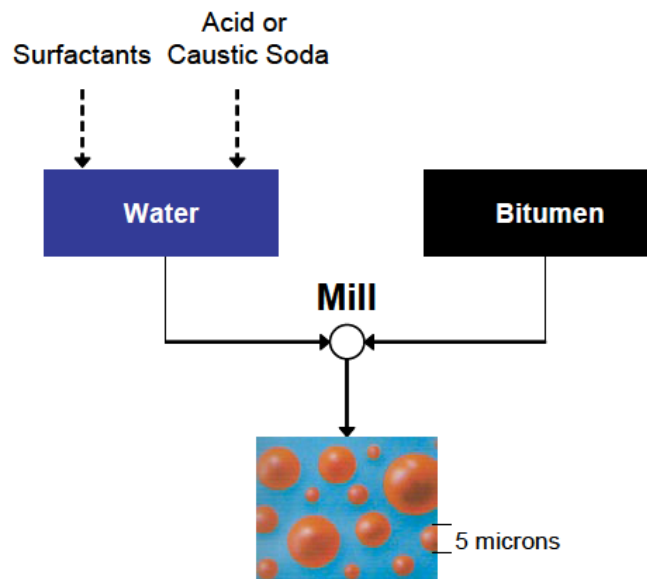 Surfactants
Acid or
Caustic Soda
Water
Bitumen
Mill
5 microns